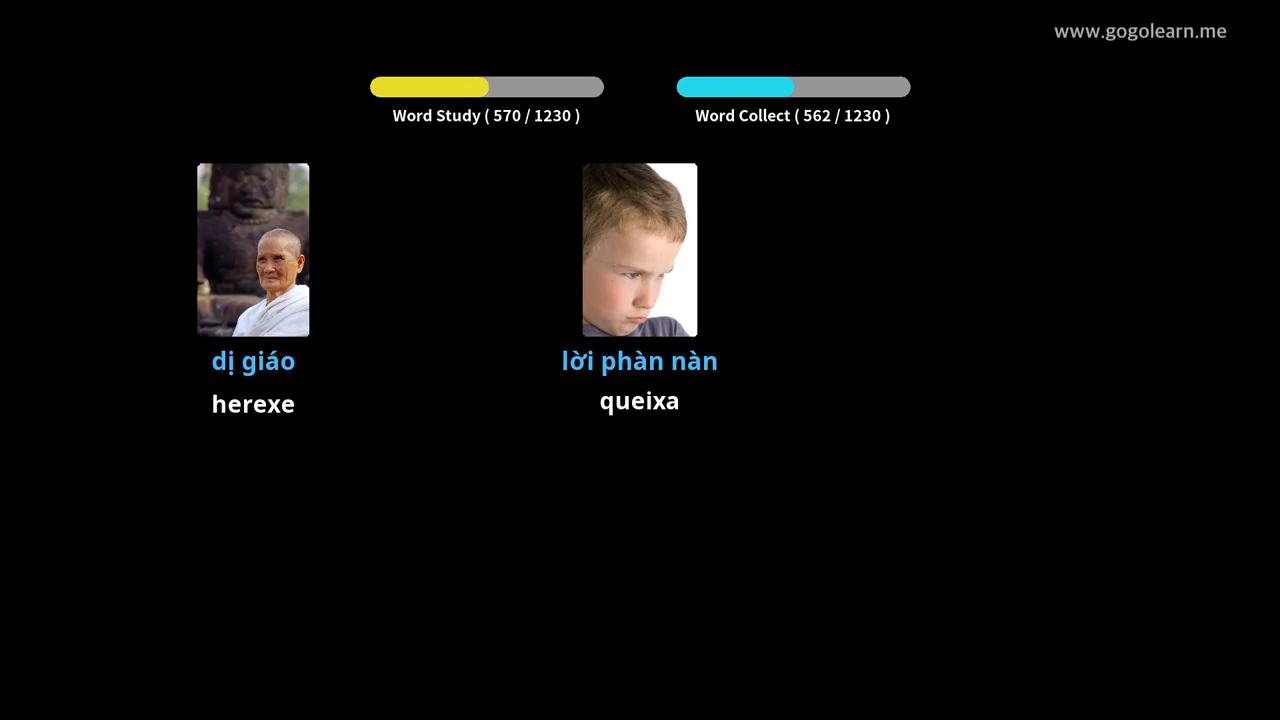 www.gogolearn.me
Word Study ( 570 / 1230 )
Word Collect ( 562 / 1230 )
dị giáo
herexe
lời phàn nàn
queixa